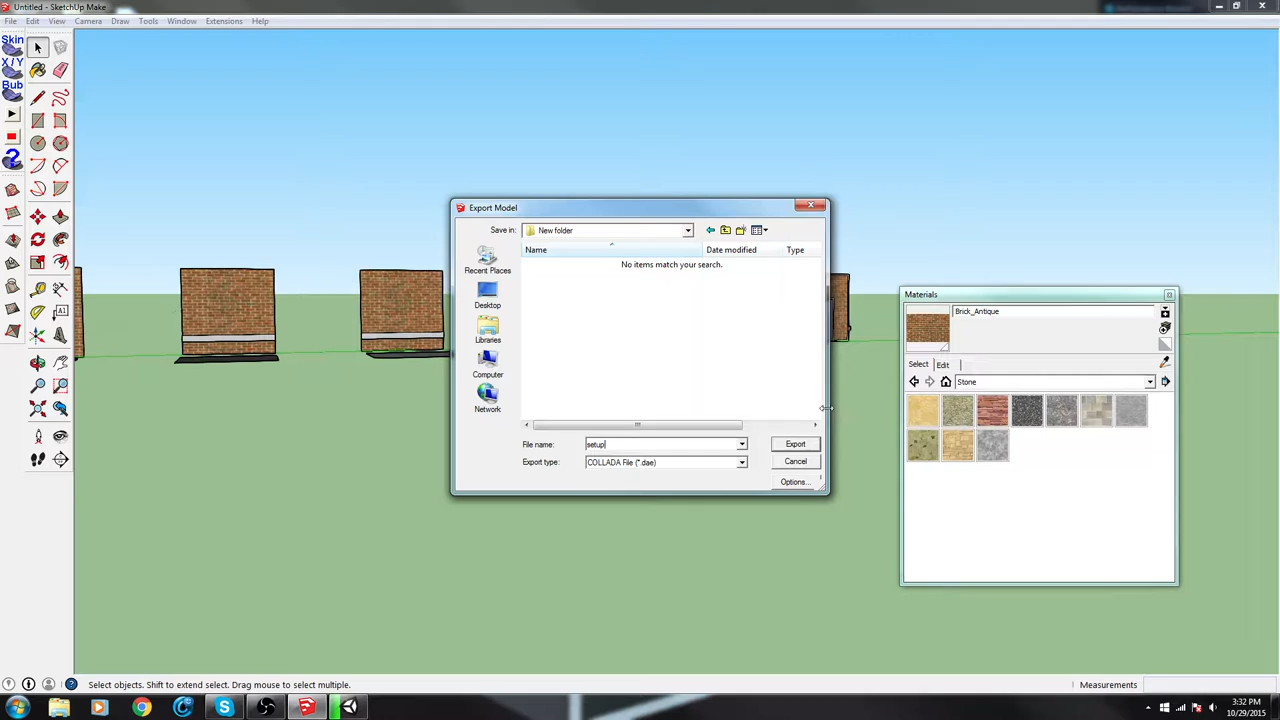 Untitled - SketchUp Make
File Edit View Camera Draw Tools Window Extensions Help
Skin
X / Y
Bub
A1
Export Model
Save in: New folder
Name Date modified Type
No items match your search.
Recent Places
Desktop
Libraries
Computer
Network
File name: setup Export
Export type: COLLADA File (*.dae) Cancel
Options...
Materials
Brick_Antique
Select Edit
Stone
Select objects. Shift to extend select. Drag mouse to select multiple. Measurements
3:32 PM
10/29/2015